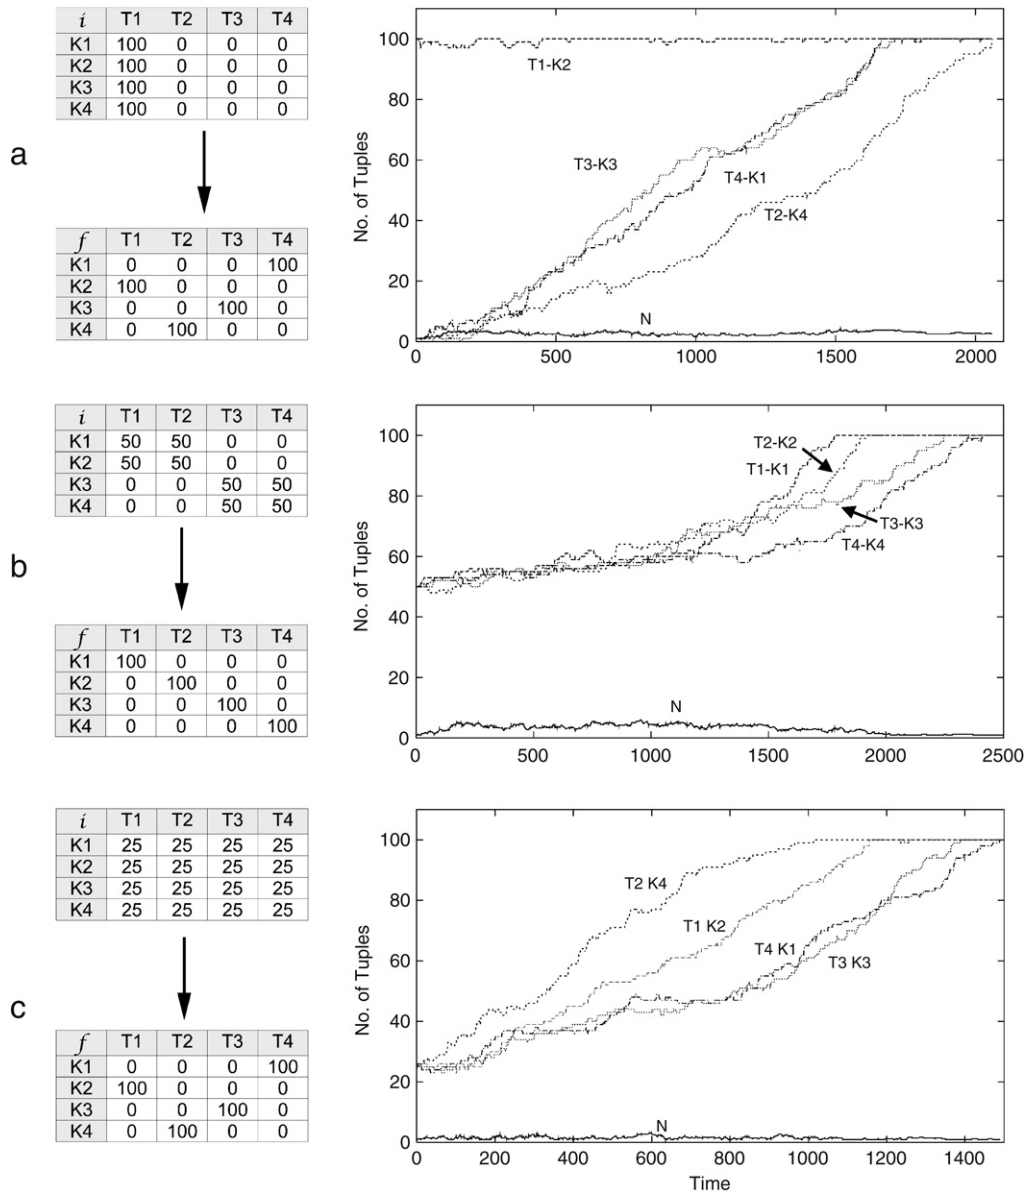 a
i T1 T2 T3 T4
K1 100 0 0 0
K2 100 0 0 0
K3 100 0 0 0
K4 100 0 0 0
f T1 T2 T3 T4
K1 0 0 0 100
K2 100 0 0 0
K3 0 0 100 0
K4 0 100 0 0
No. of Tuples
100
80
60
40
20
0
T1-K2
T3-K3
T4-K1
T2-K4
N
0 500 1000 1500 2000
b
i T1 T2 T3 T4
K1 50 50 0 0
K2 50 50 0 0
K3 0 0 50 50
K4 0 0 50 50
f T1 T2 T3 T4
K1 100 0 0 0
K2 0 100 0 0
K3 0 0 100 0
K4 0 0 0 100
No. of Tuples
100
80
60
40
20
0
T2-K2
T1-K1
T3-K3
T4-K4
N
0 500 1000 1500 2000 2500
c
i T1 T2 T3 T4
K1 25 25 25 25
K2 25 25 25 25
K3 25 25 25 25
K4 25 25 25 25
f T1 T2 T3 T4
K1 0 0 0 100
K2 100 0 0 0
K3 0 0 100 0
K4 0 100 0 0
No. of Tuples
100
80
60
40
20
0
T2 K4
T1 K2
T4 K1
T3 K3
N
0 200 400 600 800 1000 1200 1400
Time